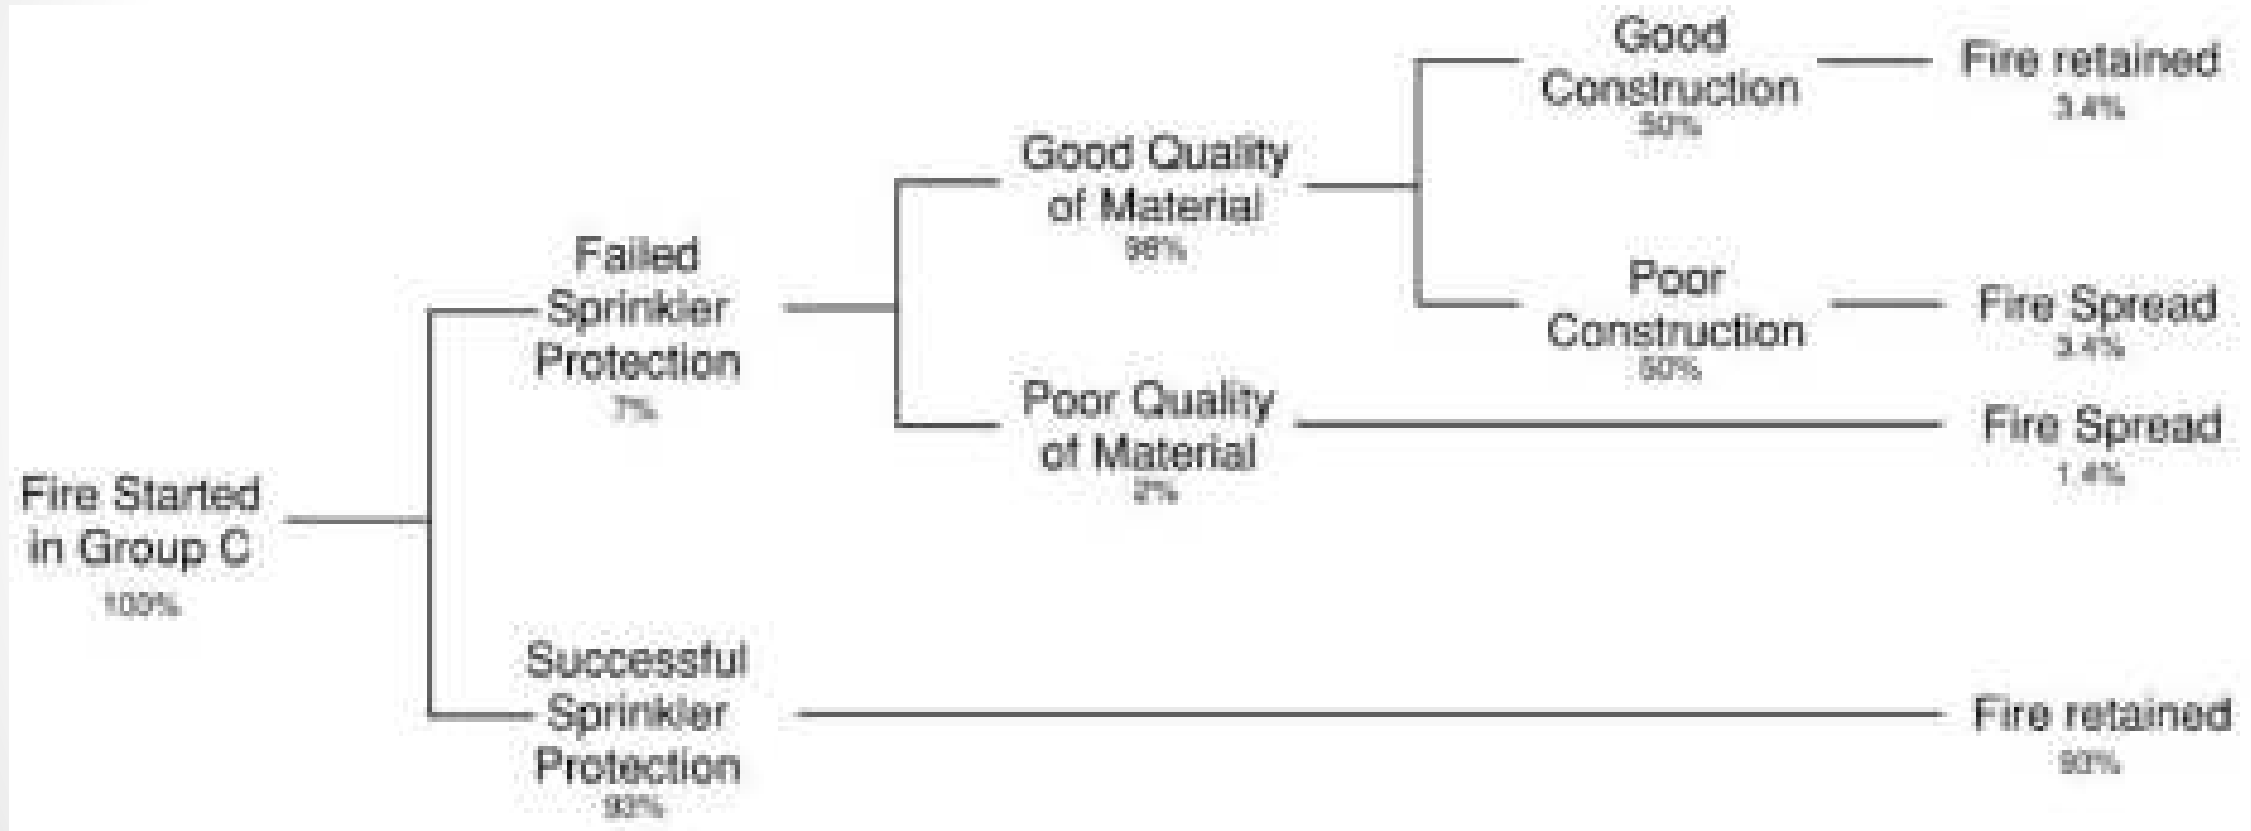 Good
Construction
50%
Fire retained
3.4%
Good Quality
of Material
98%
Failed
Sprinkler
Protection
7%
Poor
Construction
50%
Fire Spread
3.4%
Poor Quality
of Material
2%
Fire Spread
1.4%
Fire Started
in Group C
100%
Successful
Sprinkler
Protection
93%
Fire retained
93%